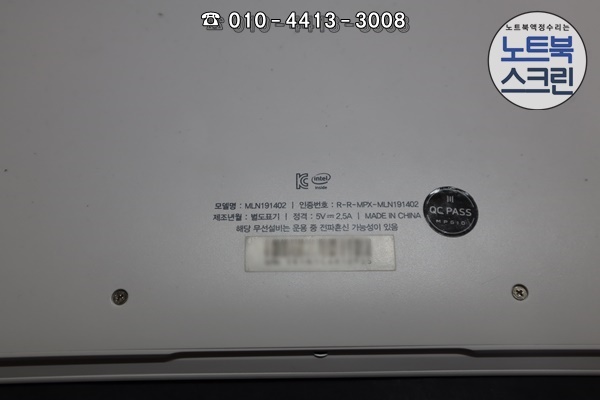 ☎ 010-4413-3008
노트북액정수리는
노트북
스크린
intel
inside
모델명 : MLN191402 | 인증번호 : R-R-MPX-MLN191402
제조년월 : 별도표기 | 정격 : 5V⎓2.5A | MADE IN CHINA
해당 무선설비는 운용 중 전파혼신 가능성이 있음
QC PASS